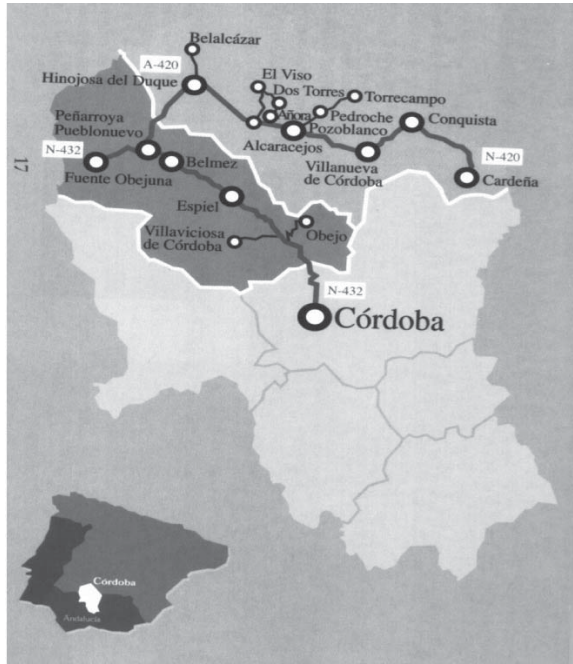 Belalcázar
A-420
Hinojosa del Duque
El Viso
Dos Torres
Torrecampo
Añora
Pedroche
Pozoblanco
Alcaracejos
Conquista
Peñarroya
Pueblonuevo
N-432
17
Belmez
Fuente Obejuna
Villanueva
de Córdoba
N-420
Cardeña
Espiel
Villaviciosa
de Córdoba
Obejo
N-432
Córdoba
Córdoba
Andalucía